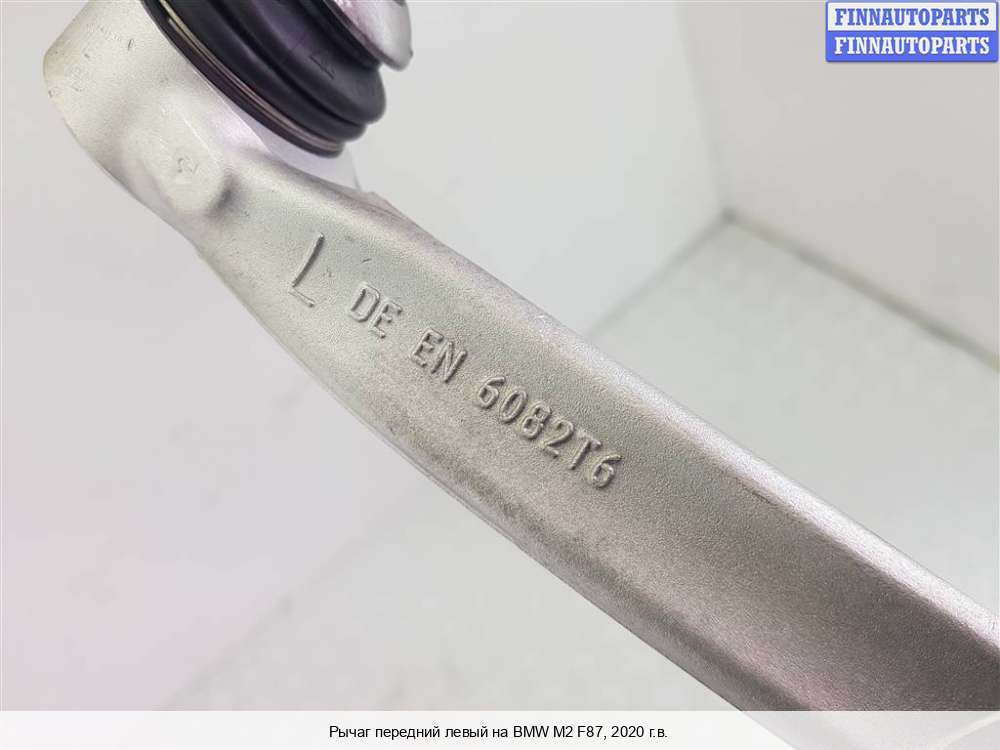 FINNAUTOPARTS
FINNAUTOPARTS
L DE EN 6082T6
Рычаг передний левый на BMW M2 F87, 2020 г.в.